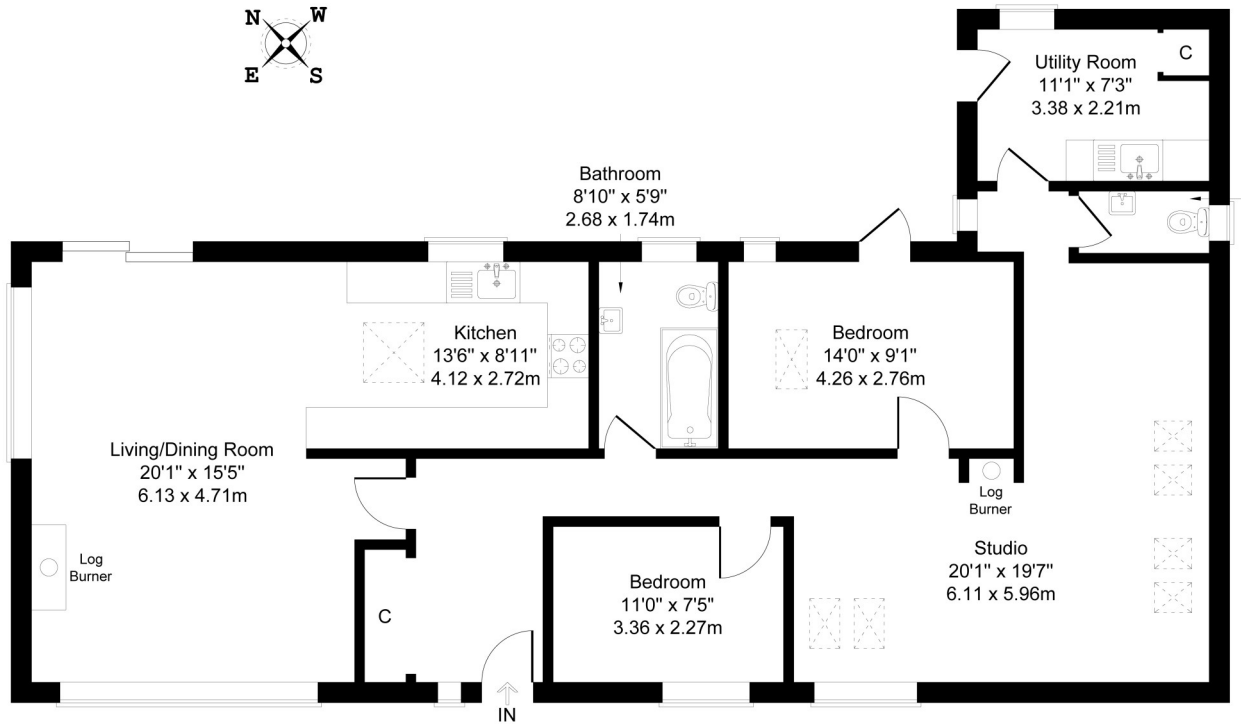 N W
E S
Utility Room
11'1" x 7'3"
3.38 x 2.21m
C
Bathroom
8'10" x 5'9"
2.68 x 1.74m
Kitchen
13'6" x 8'11"
4.12 x 2.72m
Bedroom
14'0" x 9'1"
4.26 x 2.76m
Living/Dining Room
20'1" x 15'5"
6.13 x 4.71m
Log
Burner
Log
Burner
Studio
20'1" x 19'7"
6.11 x 5.96m
Bedroom
11'0" x 7'5"
3.36 x 2.27m
C
IN